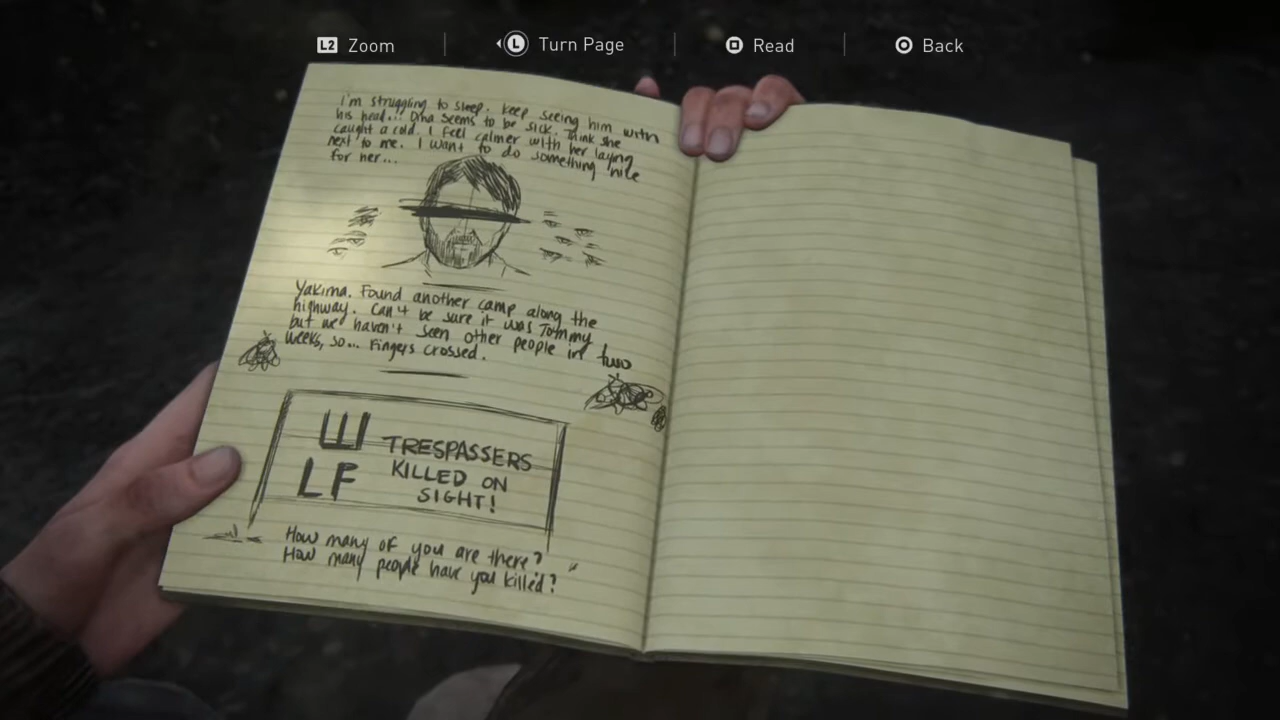 L2 Zoom
L Turn Page
Read
Back
I'm struggling to sleep. Keep seeing him with
his head... Dina seems to be sick. Think she
caught a cold. I feel calmer with her laying
next to me. I want to do something nice
for her...
Yakima. Found another camp along the
highway. Can't be sure it was Tommy
but we haven't seen other people in two
weeks, so... Fingers crossed.
W
LF
TRESPASSERS
KILLED ON
SIGHT!
How many of you are there?
How many people have you killed?